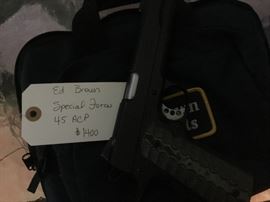 Ed Brown
Special Forces
45 ACP
$1400